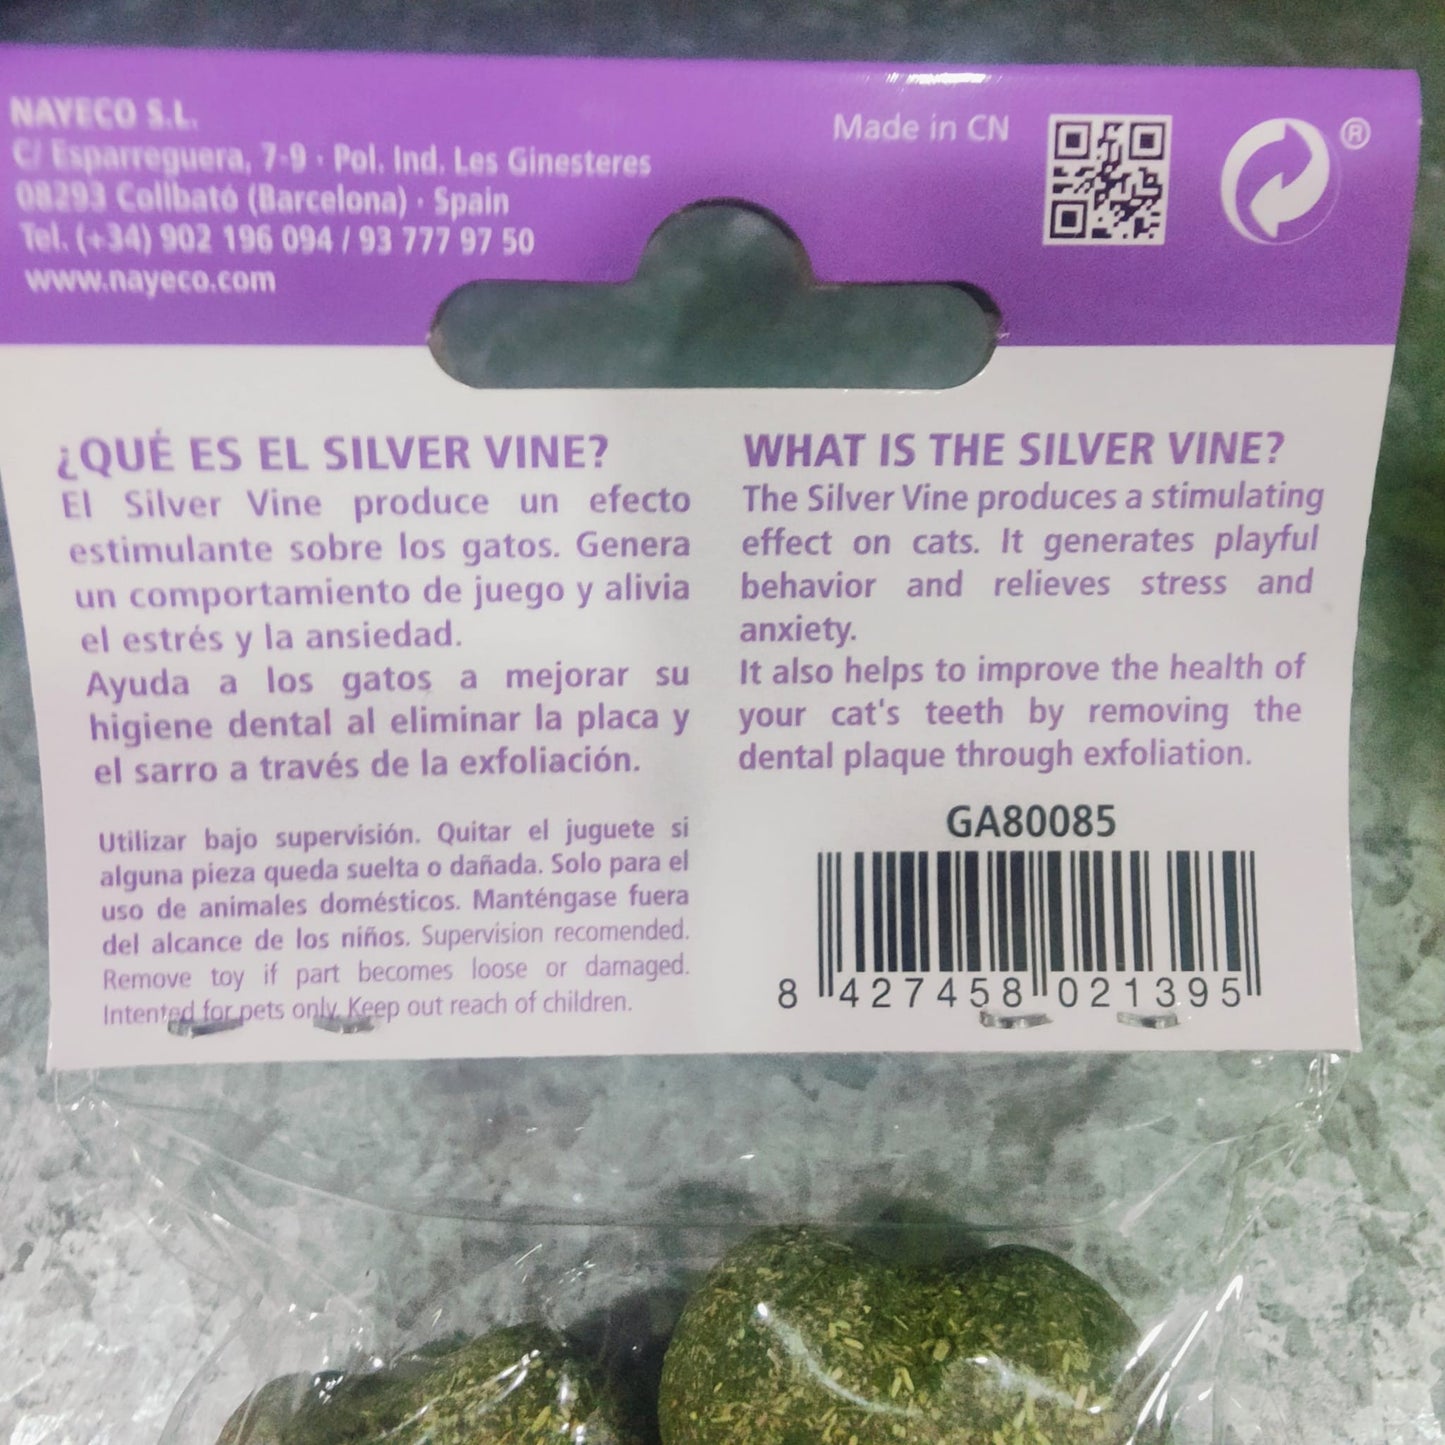 NAYECO S.L.
C/ Esparreguera, 7-9 · Pol. Ind. Les Ginesteres
08293 Collbató (Barcelona) · Spain
Tel. (+34) 902 196 094 / 93 777 97 50
www.nayeco.com
Made in CN
®
¿QUÉ ES EL SILVER VINE?
El Silver Vine produce un efecto
estimulante sobre los gatos. Genera
un comportamiento de juego y alivia
el estrés y la ansiedad.
Ayuda a los gatos a mejorar su
higiene dental al eliminar la placa y
el sarro a través de la exfoliación.
Utilizar bajo supervisión. Quitar el juguete si
alguna pieza queda suelta o dañada. Solo para el
uso de animales domésticos. Manténgase fuera
del alcance de los niños. Supervision recomended.
Remove toy if part becomes loose or damaged.
Intented for pets only. Keep out reach of children.
WHAT IS THE SILVER VINE?
The Silver Vine produces a stimulating
effect on cats. It generates playful
behavior and relieves stress and
anxiety.
It also helps to improve the health of
your cat's teeth by removing the
dental plaque through exfoliation.
GA80085
8 427458 021395